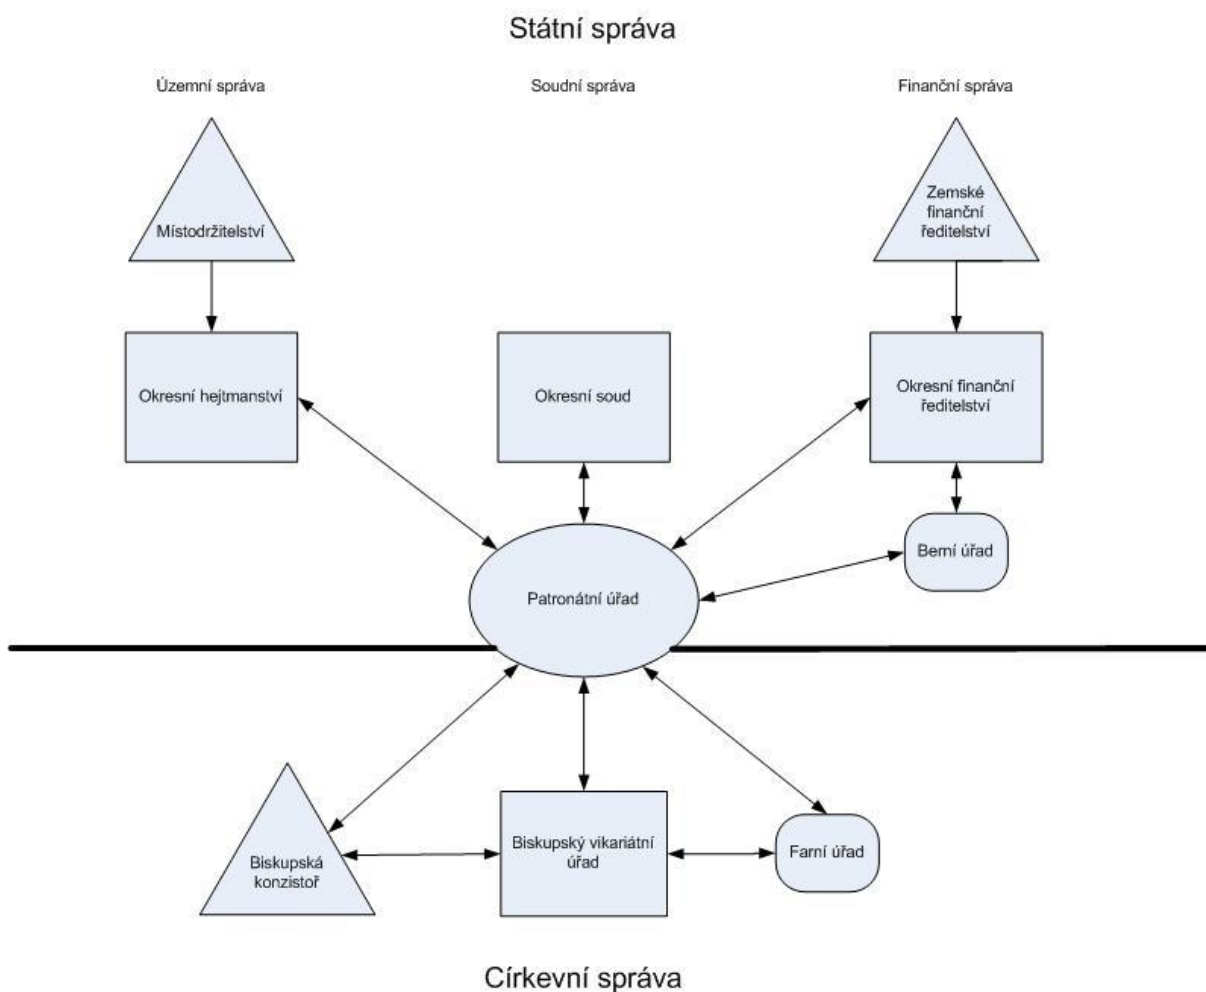 Státní správa
Územní správa
Soudní správa
Finanční správa
Místodržitelství
Zemské
finanční
ředitelství
Okresní hejtmanství
Okresní soud
Okresní finanční
ředitelství
Berní úřad
Patronátní úřad
Biskupská
konzistoř
Biskupský vikariátní
úřad
Farní úřad
Církevní správa